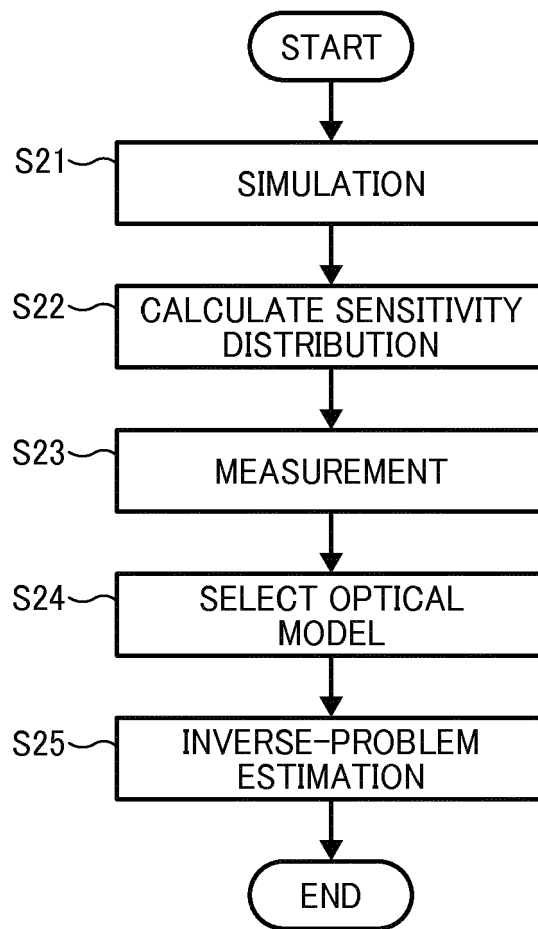 START
S21
SIMULATION
S22
CALCULATE SENSITIVITY
DISTRIBUTION
S23
MEASUREMENT
S24
SELECT OPTICAL
MODEL
S25
INVERSE-PROBLEM
ESTIMATION
END